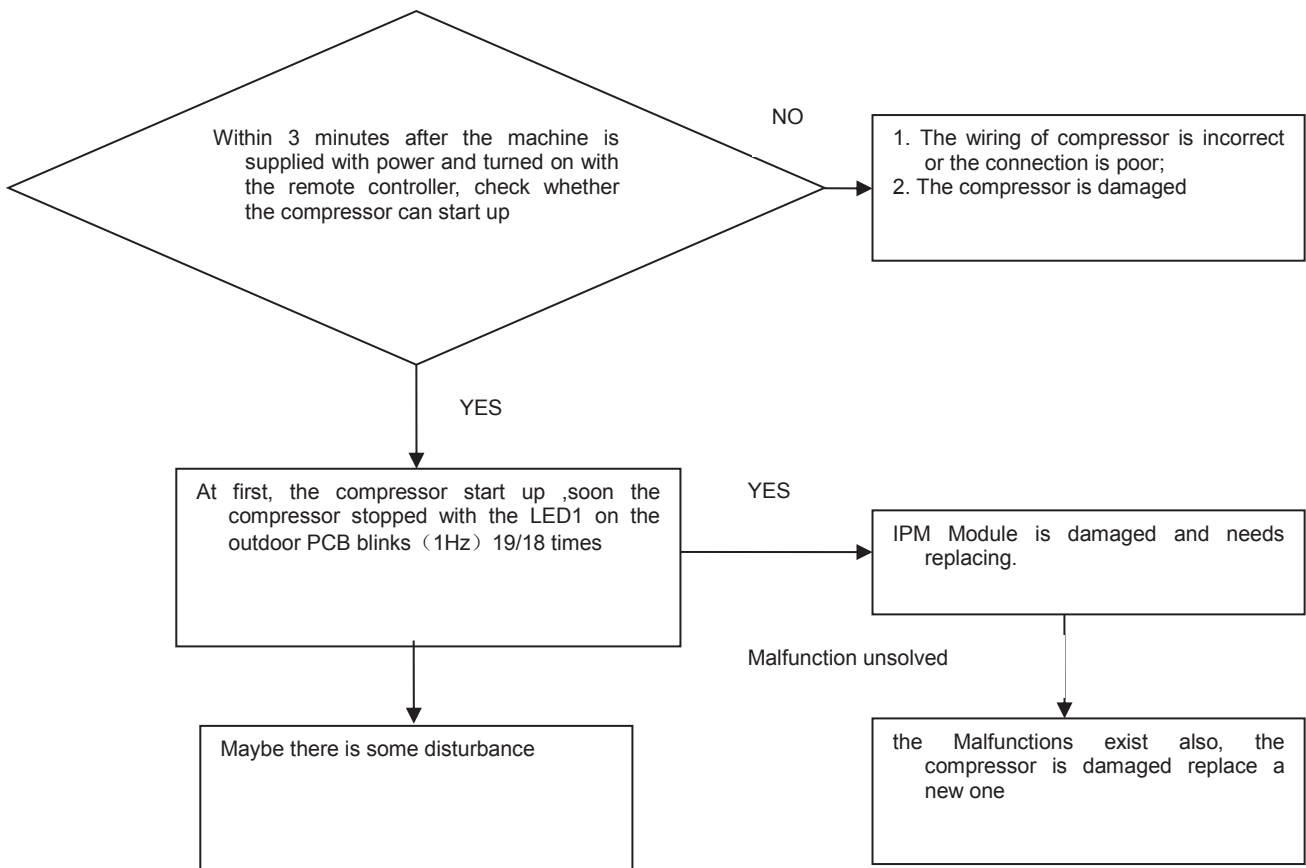 Within 3 minutes after the machine is
supplied with power and turned on with
the remote controller, check whether
the compressor can start up
NO
1. The wiring of compressor is incorrect
or the connection is poor;
2. The compressor is damaged
YES
At first, the compressor start up ,soon the
compressor stopped with the LED1 on the
outdoor PCB blinks（1Hz）19/18 times
YES
IPM Module is damaged and needs
replacing.
Malfunction unsolved
Maybe there is some disturbance
the Malfunctions exist also, the
compressor is damaged replace a
new one